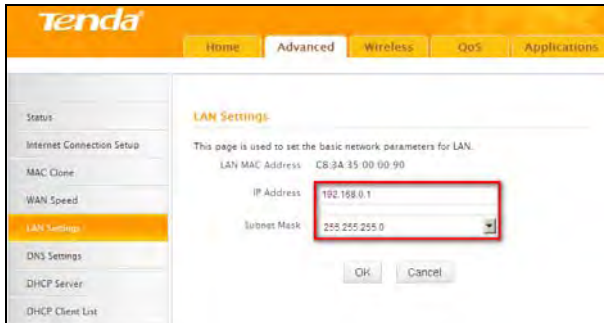 Tenda
Home Advanced Wireless QoS Applications
Status
Internet Connection Setup
MAC Clone
WAN Speed
LAN Settings
DNS Settings
DHCP Server
DHCP Client List
LAN Settings
This page is used to set the basic network parameters for LAN.
LAN MAC Address C8:3A:35:00:00:90
IP Address 192.168.0.1
Subnet Mask 255.255.255.0
OK Cancel